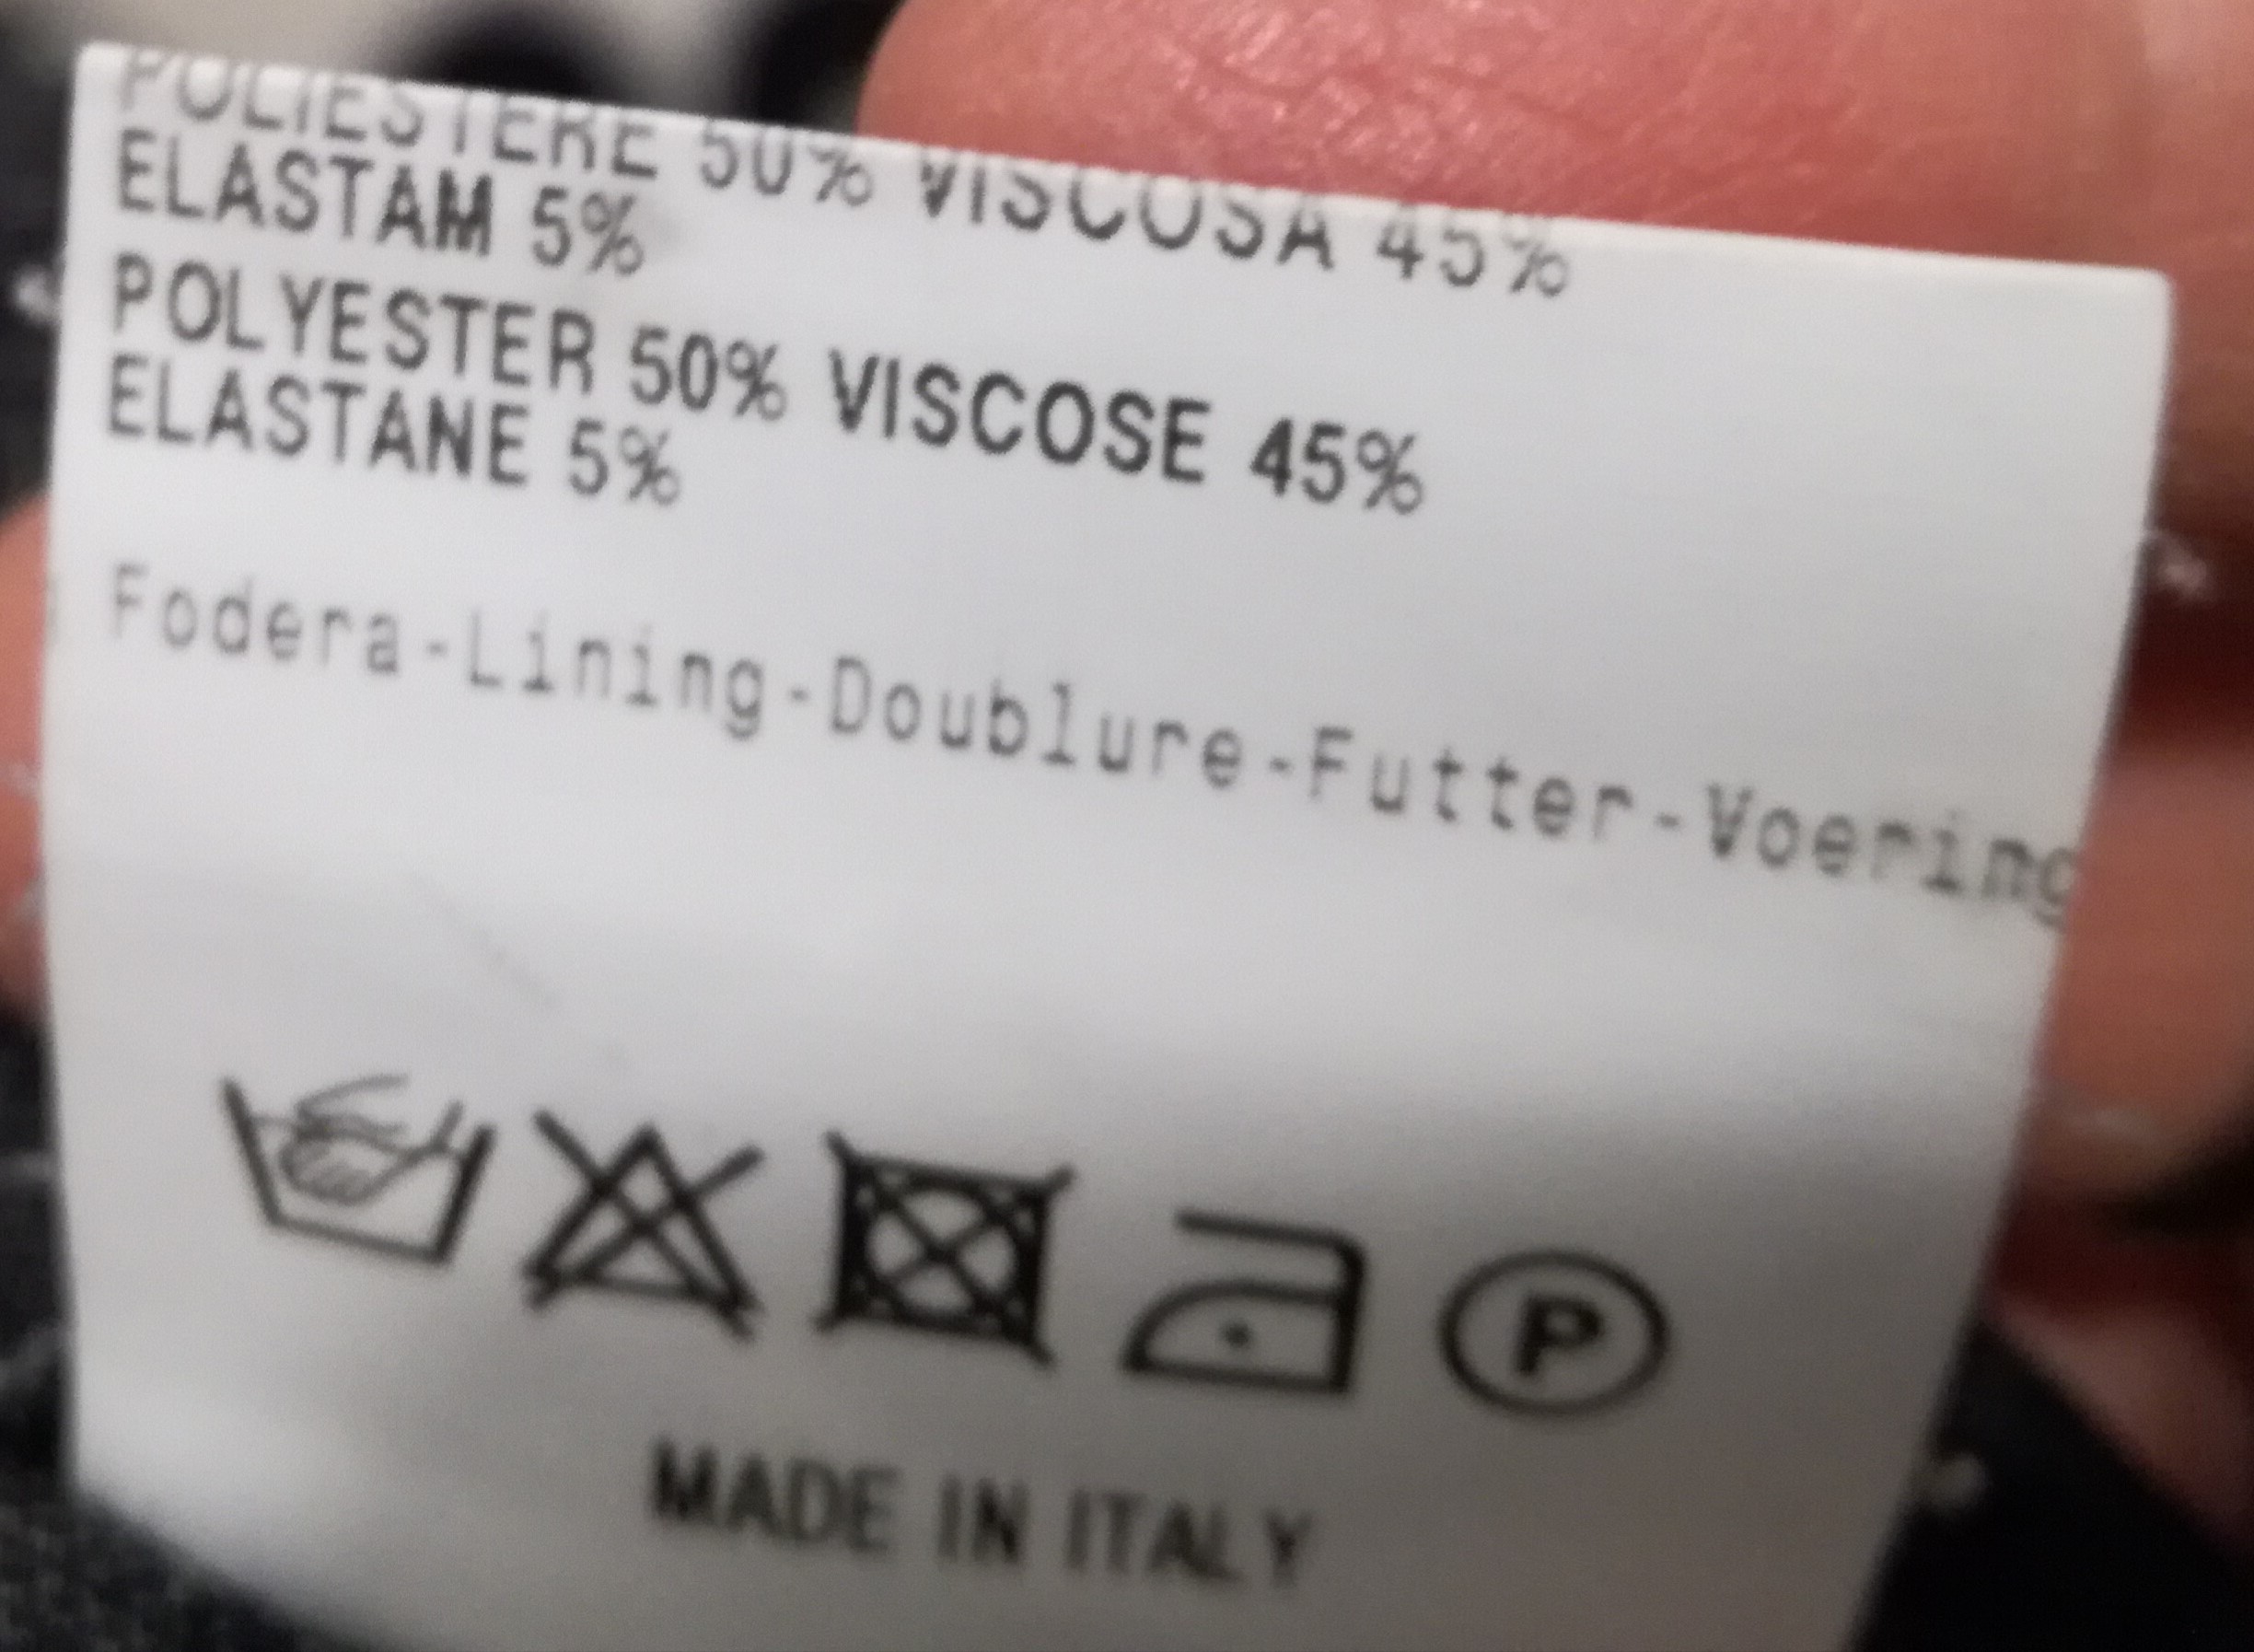 POLIESTERE 50% VISCOSA 45%
ELASTAM 5%
POLYESTER 50% VISCOSE 45%
ELASTANE 5%
Fodera-Lining-Doublure-Futter-Voering
P
MADE IN ITALY